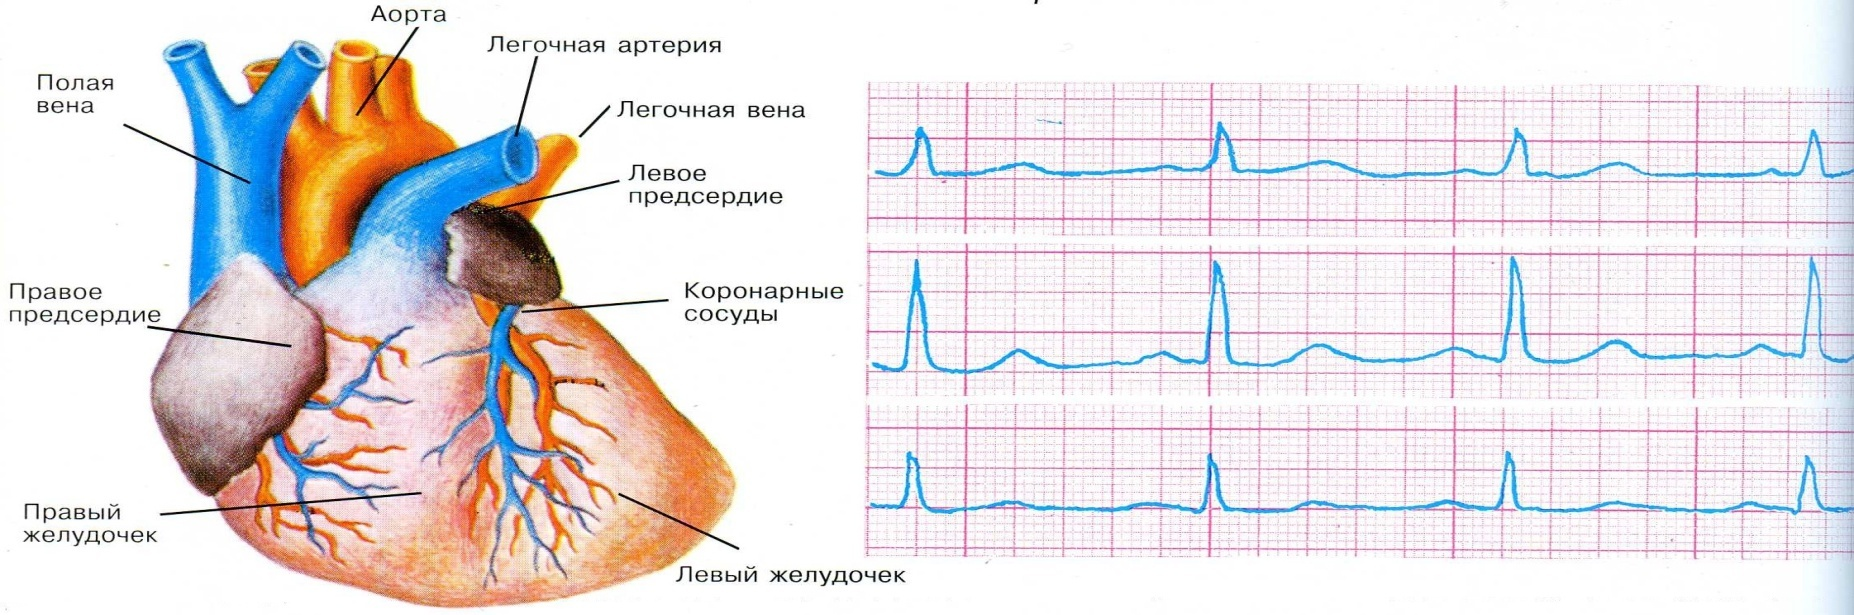 Аорта
Легочная артерия
Полая
вена
Легочная вена
Левое
предсердие
Правое
предсердие
Коронарные
сосуды
Правый
желудочек
Левый желудочек